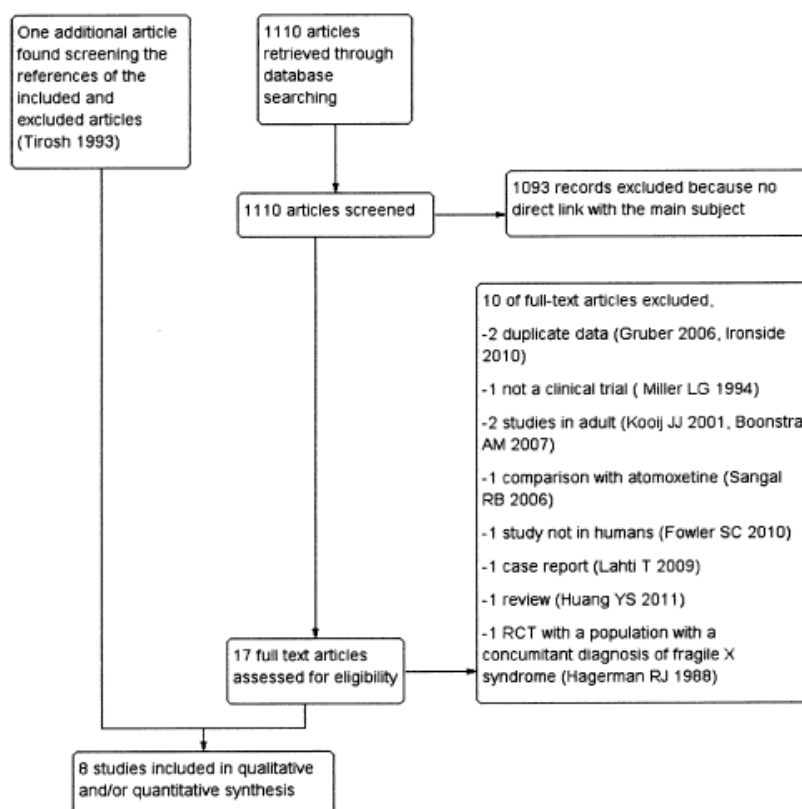 One additional article
found screening the
references of the
included and
excluded articles
(Tirosh 1993)
1110 articles
retrieved through
database
searching
1110 articles screened
1093 records excluded because no
direct link with the main subject
10 of full-text articles excluded,
-2 duplicate data (Gruber 2006, Ironside
2010)
-1 not a clinical trial ( Miller LG 1994)
-2 studies in adult (Kooij JJ 2001, Boonstra
AM 2007)
-1 comparison with atomoxetine (Sangal
RB 2006)
-1 study not in humans (Fowler SC 2010)
-1 case report (Lahti T 2009)
-1 review (Huang YS 2011)
-1 RCT with a population with a
concumitant diagnosis of fragile X
syndrome (Hagerman RJ 1988)
17 full text articles
assessed for eligibility
8 studies included in qualitative
and/or quantitative synthesis